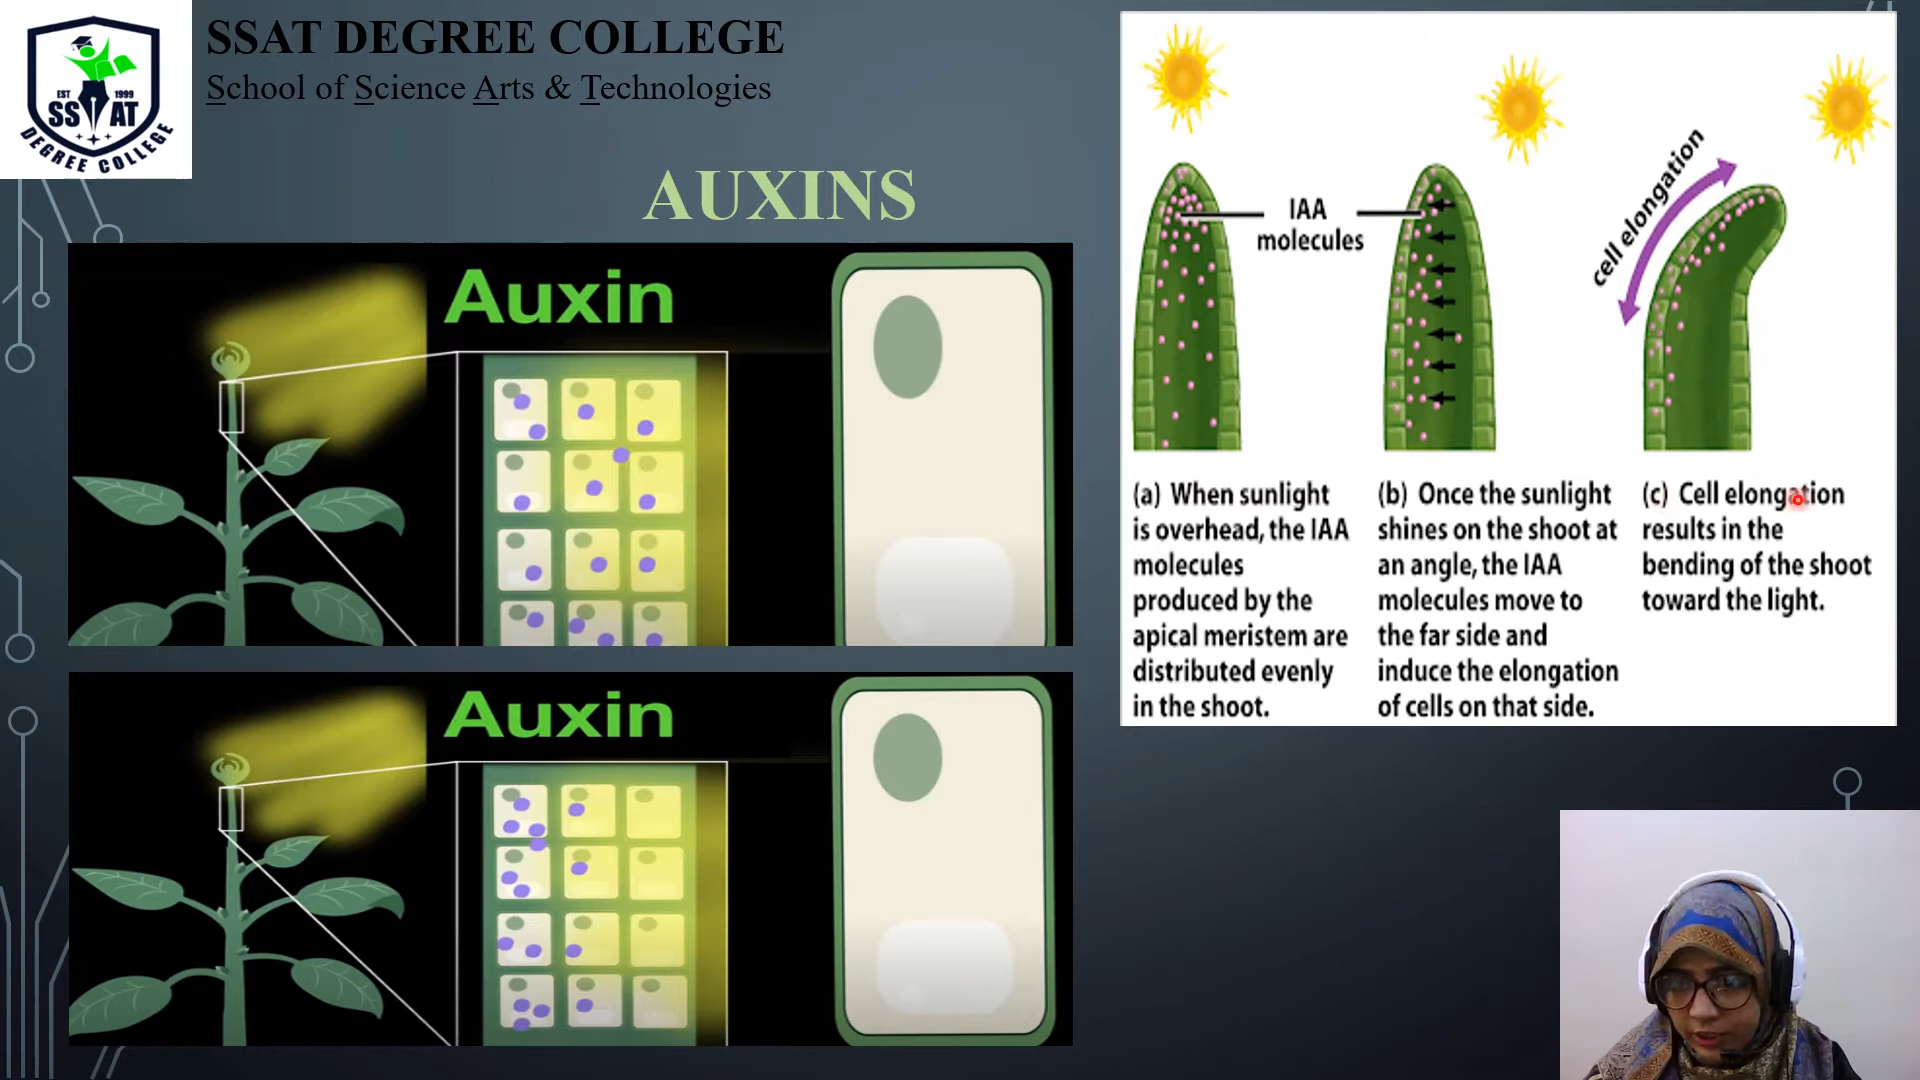 SSAT DEGREE COLLEGE
School of Science Arts & Technologies
EST 1999
SSAT
DEGREE COLLEGE
AUXINS
Auxin
Auxin
IAA
molecules
cell elongation
(a) When sunlight
is overhead, the IAA
molecules
produced by the
apical meristem are
distributed evenly
in the shoot.
(b) Once the sunlight
shines on the shoot at
an angle, the IAA
molecules move to
the far side and
induce the elongation
of cells on that side.
(c) Cell elongation
results in the
bending of the shoot
toward the light.